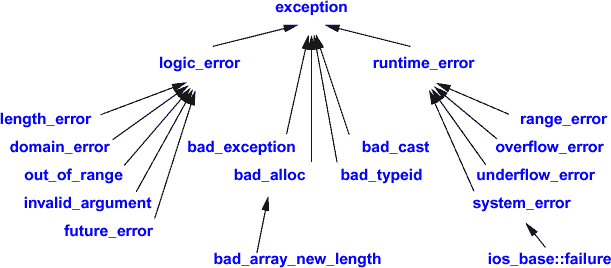 exception
logic_error
runtime_error
length_error
range_error
domain_error
bad_exception
bad_cast
overflow_error
out_of_range
bad_alloc
bad_typeid
underflow_error
invalid_argument
system_error
future_error
bad_array_new_length
ios_base::failure